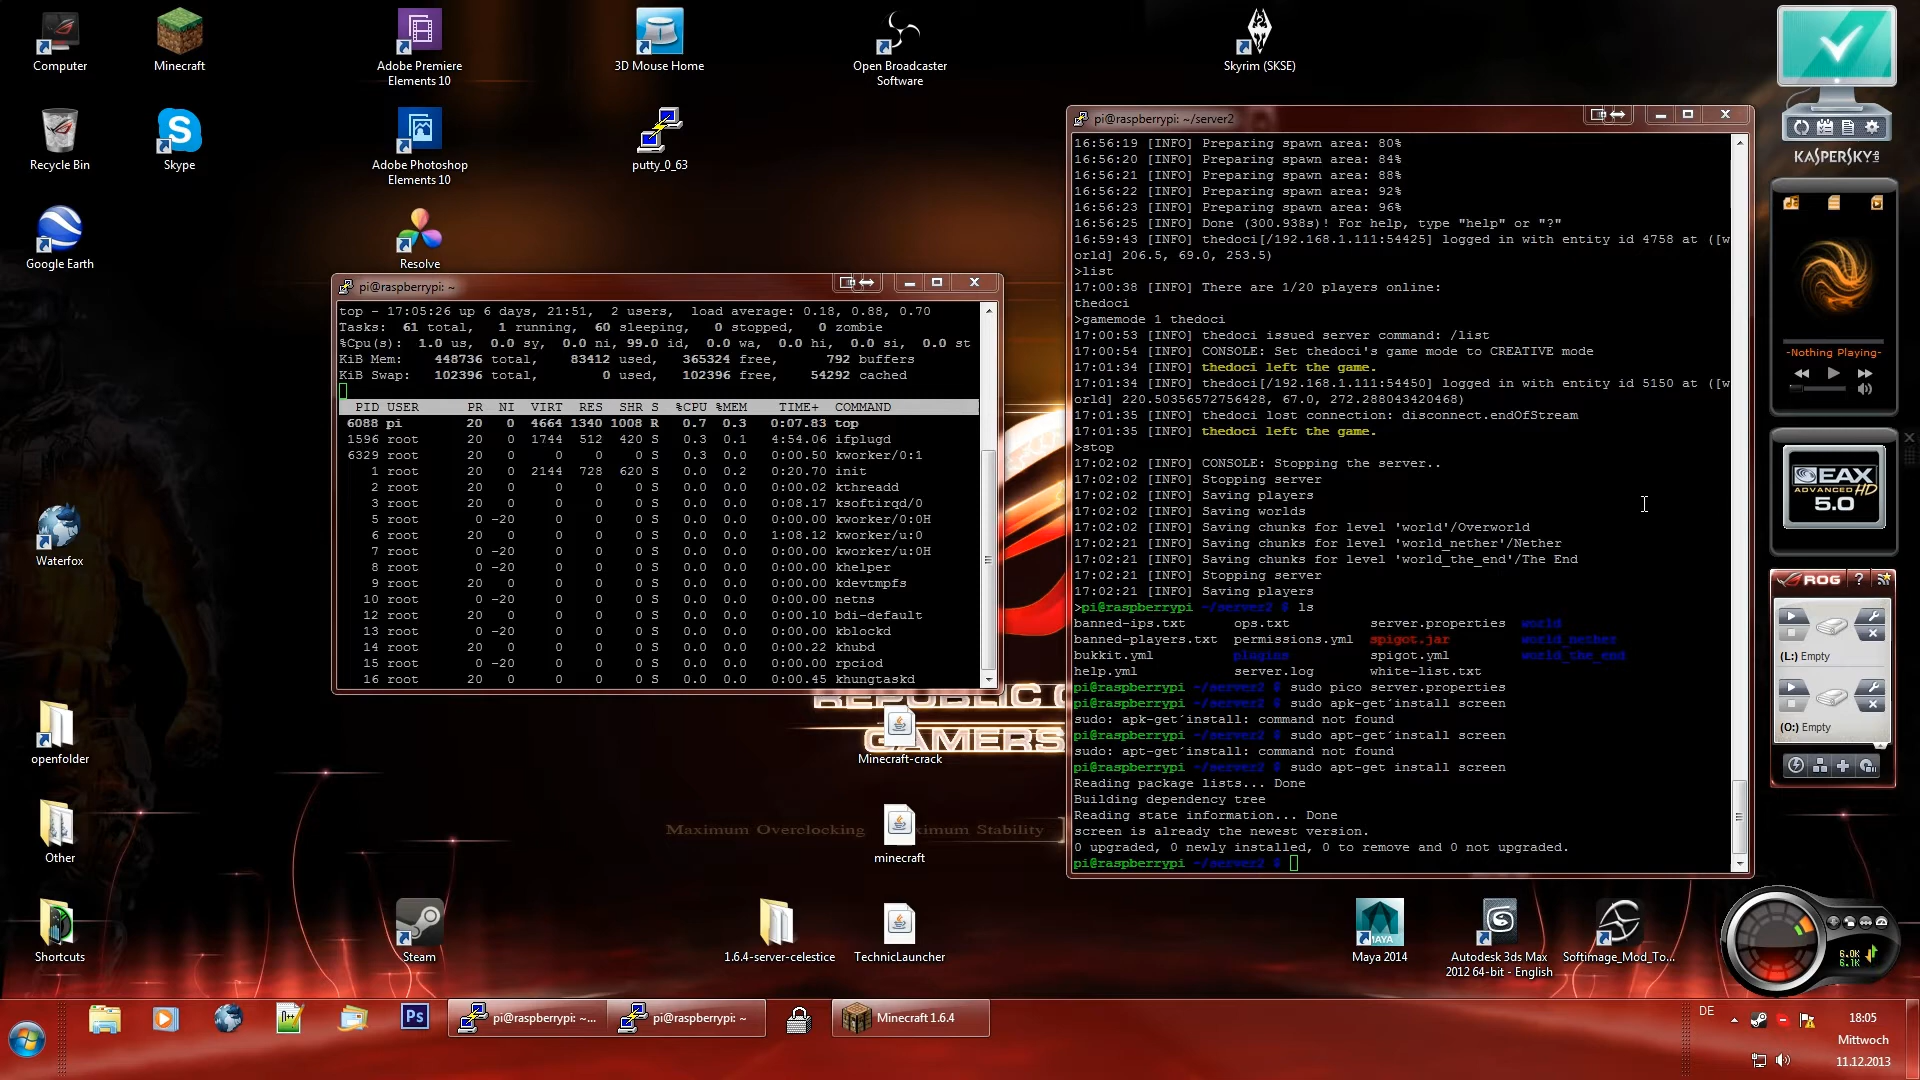 Computer
Minecraft
Adobe Premiere
Elements 10
3D Mouse Home
Open Broadcaster
Software
Skyrim (SKSE)
Recycle Bin
Skype
Adobe Photoshop
Elements 10
putty_0_63
Google Earth
Resolve
Waterfox
openfolder
Other
Shortcuts
Steam
Minecraft-crack
minecraft
1.6.4-server-celestice
TechnicLauncher
Maya 2014
Autodesk 3ds Max
2012 64-bit - English
Softimage_Mod_To...
REPUBLIC
GAMERS
Maximum Overclocking
Stability
pi@raspberrypi: ~
top - 17:05:26 up 6 days, 21:51,  2 users,  load average: 0.18, 0.88, 0.70
Tasks:  61 total,   1 running,  60 sleeping,   0 stopped,   0 zombie
%Cpu(s):  1.0 us,  0.0 sy,  0.0 ni, 99.0 id,  0.0 wa,  0.0 hi,  0.0 si,  0.0 st
KiB Mem:    448736 total,    83412 used,   365324 free,      792 buffers
KiB Swap:   102396 total,        0 used,   102396 free,    54292 cached
PID USER      PR  NI  VIRT  RES  SHR S  %CPU %MEM    TIME+  COMMAND
6088 pi        20   0  4664 1340 1008 R   0.7  0.3   0:07.83 top
1596 root      20   0  1744  512  420 S   0.3  0.1   4:54.06 ifplugd
6329 root      20   0     0    0    0 S   0.3  0.0   0:00.50 kworker/0:1
1 root      20   0  2144  728  620 S   0.0  0.2   0:20.70 init
2 root      20   0     0    0    0 S   0.0  0.0   0:00.02 kthreadd
3 root      20   0     0    0    0 S   0.0  0.0   0:08.17 ksoftirqd/0
5 root       0 -20     0    0    0 S   0.0  0.0   0:00.00 kworker/0:0H
6 root      20   0     0    0    0 S   0.0  0.0   1:08.12 kworker/u:0
7 root       0 -20     0    0    0 S   0.0  0.0   0:00.00 kworker/u:0H
8 root       0 -20     0    0    0 S   0.0  0.0   0:00.00 khelper
9 root      20   0     0    0    0 S   0.0  0.0   0:00.00 kdevtmpfs
10 root       0 -20     0    0    0 S   0.0  0.0   0:00.00 netns
12 root      20   0     0    0    0 S   0.0  0.0   0:00.10 bdi-default
13 root       0 -20     0    0    0 S   0.0  0.0   0:00.00 kblockd
14 root      20   0     0    0    0 S   0.0  0.0   0:00.22 khubd
15 root       0 -20     0    0    0 S   0.0  0.0   0:00.00 rpciod
16 root      20   0     0    0    0 S   0.0  0.0   0:00.45 khungtaskd
pi@raspberrypi: ~/server2
16:56:19 [INFO] Preparing spawn area: 80%
16:56:20 [INFO] Preparing spawn area: 84%
16:56:21 [INFO] Preparing spawn area: 88%
16:56:22 [INFO] Preparing spawn area: 92%
16:56:23 [INFO] Preparing spawn area: 96%
16:56:25 [INFO] Done (300.938s)! For help, type "help" or "?"
16:59:43 [INFO] thedoci[/192.168.1.111:54425] logged in with entity id 4758 at ([w
orld] 206.5, 69.0, 253.5)
>list
17:00:38 [INFO] There are 1/20 players online:
thedoci
>gamemode 1 thedoci
17:00:53 [INFO] thedoci issued server command: /list
17:00:54 [INFO] CONSOLE: Set thedoci's game mode to CREATIVE mode
17:01:34 [INFO] thedoci left the game.
17:01:34 [INFO] thedoci[/192.168.1.111:54450] logged in with entity id 5150 at ([w
orld] 220.50356572756428, 67.0, 272.288043420468)
17:01:35 [INFO] thedoci lost connection: disconnect.endOfStream
17:01:35 [INFO] thedoci left the game.
>stop
17:02:02 [INFO] CONSOLE: Stopping the server..
17:02:02 [INFO] Stopping server
17:02:02 [INFO] Saving players
17:02:02 [INFO] Saving worlds
17:02:02 [INFO] Saving chunks for level 'world'/Overworld
17:02:21 [INFO] Saving chunks for level 'world_nether'/Nether
17:02:21 [INFO] Saving chunks for level 'world_the_end'/The End
17:02:21 [INFO] Stopping server
17:02:21 [INFO] Saving players
>pi@raspberrypi ~/server2 $ ls
banned-ips.txt      ops.txt          server.properties  world
banned-players.txt  permissions.yml  spigot.jar         world_nether
bukkit.yml          plugins          spigot.yml         world_the_end
help.yml            server.log       white-list.txt
pi@raspberrypi ~/server2 $ sudo pico server.properties
pi@raspberrypi ~/server2 $ sudo apk-get´install screen
sudo: apk-get´install: command not found
pi@raspberrypi ~/server2 $ sudo apt-get´install screen
sudo: apt-get´install: command not found
pi@raspberrypi ~/server2 $ sudo apt-get install screen
Reading package lists... Done
Building dependency tree
Reading state information... Done
screen is already the newest version.
0 upgraded, 0 newly installed, 0 to remove and 0 not upgraded.
pi@raspberrypi ~/server2 $
KASPERSKY
-Nothing Playing-
EAX
ADVANCED HD
5.0
ROG
?
(L:) Empty
(O:) Empty
6.0K
6.1K
MAYA
Ps
pi@raspberrypi: ~...
pi@raspberrypi: ~
Minecraft 1.6.4
DE
18:05
Mittwoch
11.12.2013